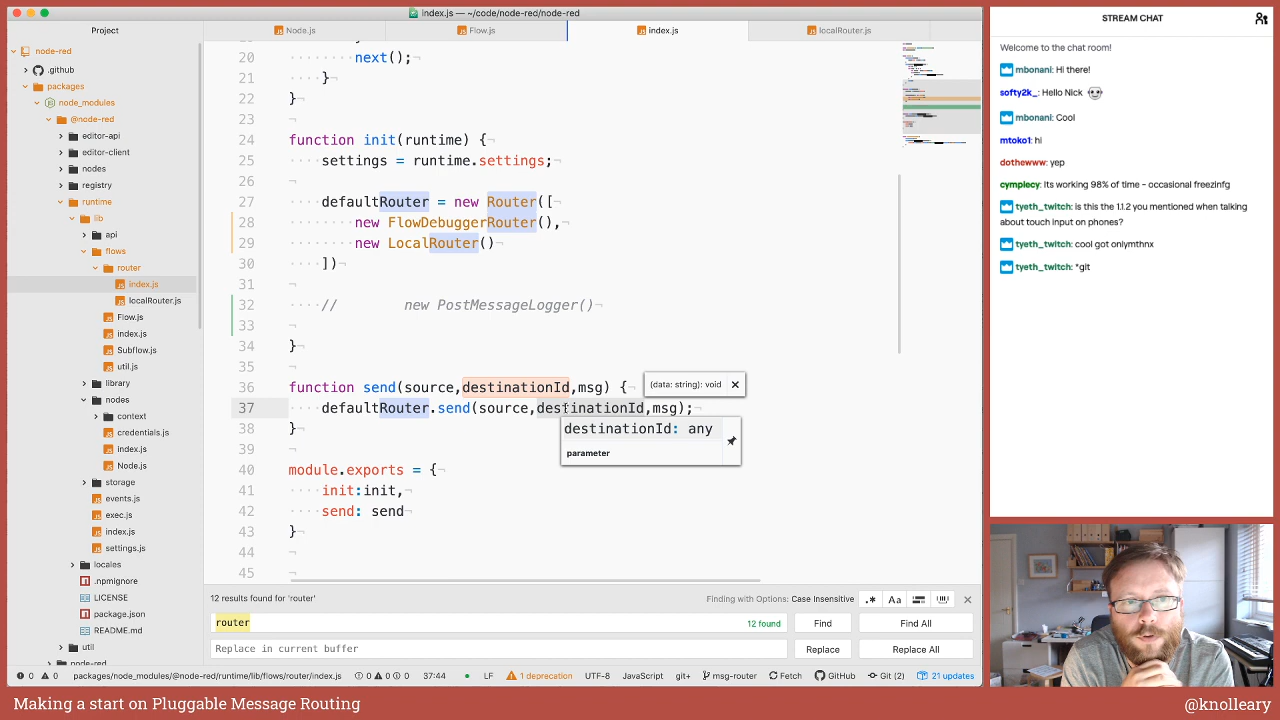 index.js — ~/code/node-red/node-red
Project
Node.js
Flow.js
index.js
localRouter.js
node-red
.github
packages
node_modules
@node-red
editor-api
editor-client
nodes
registry
runtime
lib
api
flows
router
index.js
localRouter.js
Flow.js
index.js
Subflow.js
util.js
library
nodes
context
credentials.js
index.js
Node.js
storage
events.js
exec.js
index.js
settings.js
locales
.npmignore
LICENSE
package.json
README.md
util
node-red
20 next();
21 }
22 }
23
24 function init(runtime) {
25 settings = runtime.settings;
26
27 defaultRouter = new Router([
28 new FlowDebuggerRouter(),
29 new LocalRouter()
30 ])
31
32 // new PostMessageLogger()
33
34 }
35
36 function send(source,destinationId,msg) {
(data: string): void
37 defaultRouter.send(source,destinationId,msg);
38 }
destinationId: any
parameter
39
40 module.exports = {
41 init:init,
42 send: send
43 }
44
45
12 results found for 'router'
Finding with Options: Case Insensitive
.* Aa
router
12 found
Find
Find All
Replace in current buffer
Replace
Replace All
0 0 0 packages/node_modules/@node-red/runtime/lib/flows/router/index.js 0 0 0 37:44
LF 1 deprecation UTF-8 JavaScript git+ msg-router Fetch GitHub Git (2) 21 updates
STREAM CHAT
Welcome to the chat room!
mbonani: Hi there!
softy2k_: Hello Nick
mbonani: Cool
mtoko1: hi
dothewww: yep
cymplecy: Its working 98% of time - occasional freezinfg
tyeth_twitch: is this the 1.1.2 you mentioned when talking
about touch input on phones?
tyeth_twitch: cool got onlymthnx
tyeth_twitch: *git
Making a start on Pluggable Message Routing
@knolleary